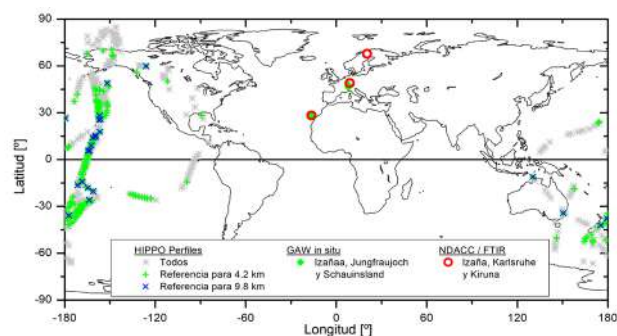 90
60
30
0
-30
-60
-90
Latitud [º]
HIPPO Perfiles
Todos
Referencia para 4.2 km
Referencia para 9.8 km
GAW in situ
Izañaa, Jungfraujoch
y Schauinsland
NDACC / FTIR
Izaña, Karlsruhe
y Kiruna
-180 -120 -60 0 60 120 180
Longitud [º]